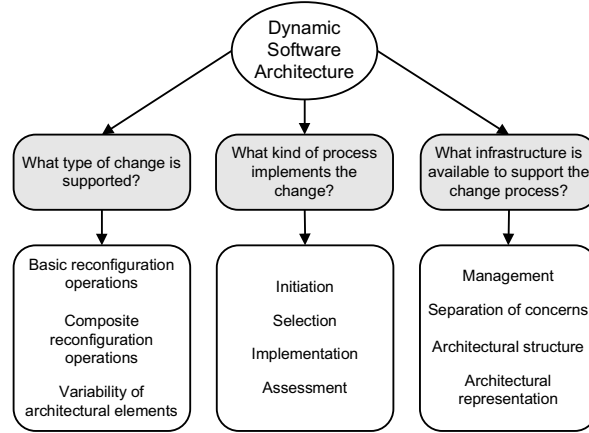 Dynamic
Software
Architecture
What type of change is
supported?
What kind of process
implements the
change?
What infrastructure is
available to support the
change process?
Basic reconfiguration
operations
Composite
reconfiguration
operations
Variability of
architectural elements
Initiation
Selection
Implementation
Assessment
Management
Separation of concerns
Architectural structure
Architectural
representation